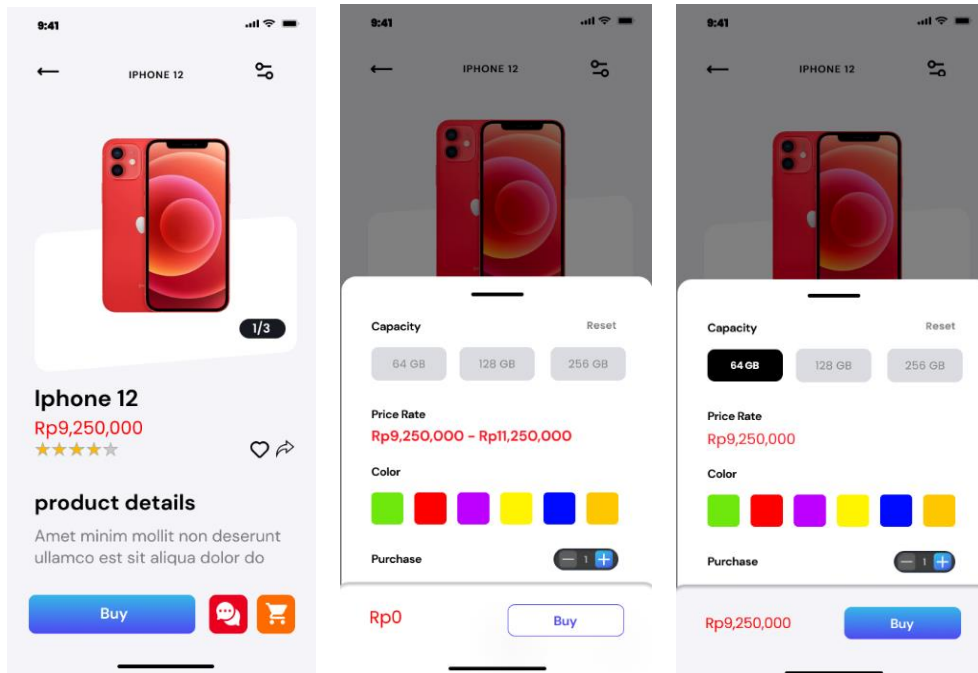 9:41
IPHONE 12
1/3
Iphone 12
Rp9,250,000
product details
Amet minim mollit non deserunt
ullamco est sit aliqua dolor do
Buy
9:41
IPHONE 12
Capacity Reset
64 GB 128 GB 256 GB
Price Rate
Rp9,250,000 - Rp11,250,000
Color
Purchase 1
Rp0 Buy
9:41
IPHONE 12
Capacity Reset
64 GB 128 GB 256 GB
Price Rate
Rp9,250,000
Color
Purchase 1
Rp9,250,000 Buy